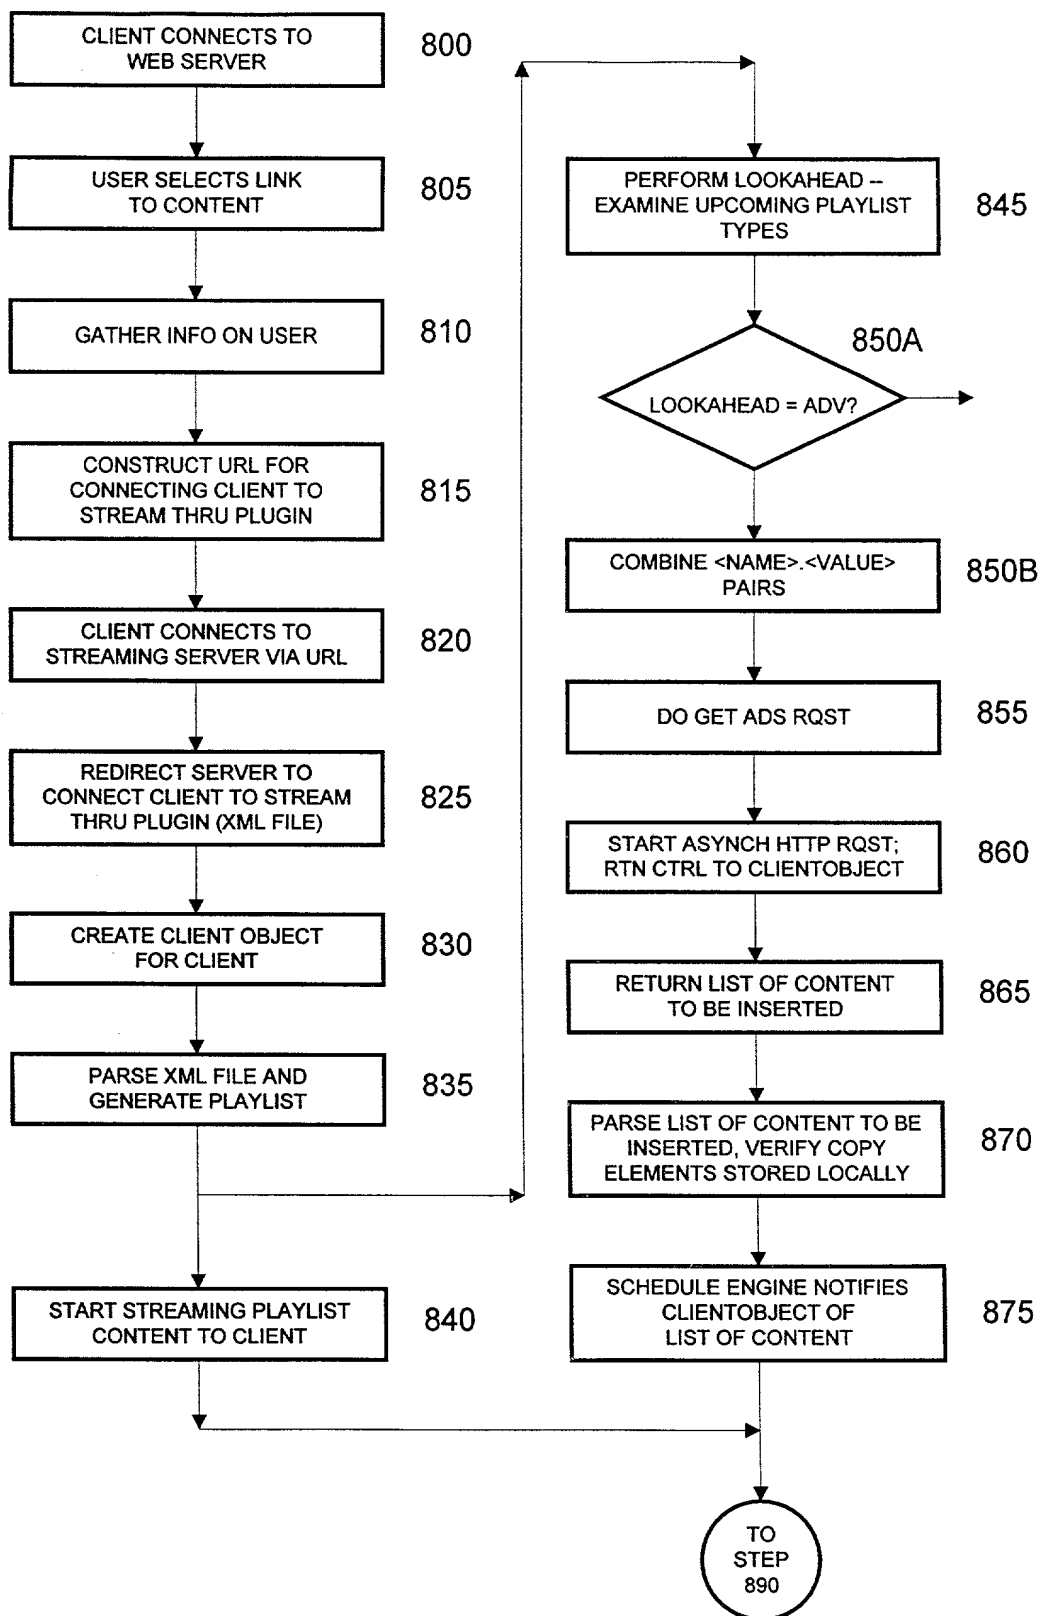 CLIENT CONNECTS TO
WEB SERVER
800
USER SELECTS LINK
TO CONTENT
805
GATHER INFO ON USER
810
CONSTRUCT URL FOR
CONNECTING CLIENT TO
STREAM THRU PLUGIN
815
CLIENT CONNECTS TO
STREAMING SERVER VIA URL
820
REDIRECT SERVER TO
CONNECT CLIENT TO STREAM
THRU PLUGIN (XML FILE)
825
CREATE CLIENT OBJECT
FOR CLIENT
830
PARSE XML FILE AND
GENERATE PLAYLIST
835
START STREAMING PLAYLIST
CONTENT TO CLIENT
840
PERFORM LOOKAHEAD --
EXAMINE UPCOMING PLAYLIST
TYPES
845
850A
LOOKAHEAD = ADV?
COMBINE <NAME>.<VALUE>
PAIRS
850B
DO GET ADS RQST
855
START ASYNCH HTTP RQST;
RTN CTRL TO CLIENTOBJECT
860
RETURN LIST OF CONTENT
TO BE INSERTED
865
PARSE LIST OF CONTENT TO BE
INSERTED, VERIFY COPY
ELEMENTS STORED LOCALLY
870
SCHEDULE ENGINE NOTIFIES
CLIENTOBJECT OF
LIST OF CONTENT
875
TO
STEP
890